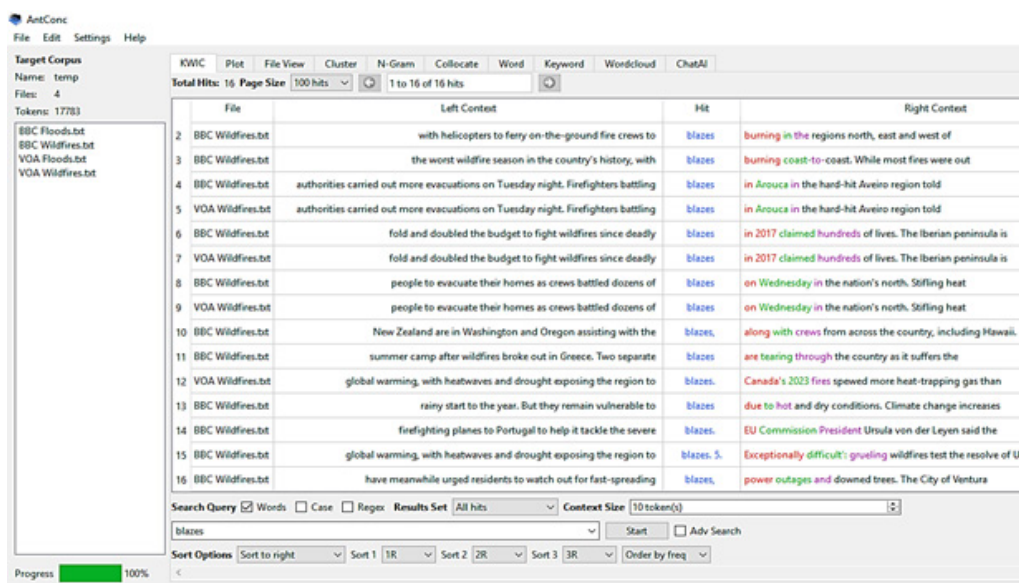 AntConc
File Edit Settings Help
Target Corpus
Name: temp
Files: 4
Tokens: 17783
BBC Floods.txt
BBC Wildfires.txt
VOA Floods.txt
VOA Wildfires.txt
Progress 100%
KWIC Plot File View Cluster N-Gram Collocate Word Keyword Wordcloud ChatAI
Total Hits: 16 Page Size 100 hits 1 to 16 of 16 hits
File Left Context Hit Right Context
2 BBC Wildfires.txt with helicopters to ferry on-the-ground fire crews to blazes burning in the regions north, east and west of
3 BBC Wildfires.txt the worst wildfire season in the country's history, with blazes burning coast-to-coast. While most fires were out
4 BBC Wildfires.txt authorities carried out more evacuations on Tuesday night. Firefighters battling blazes in Arouca in the hard-hit Aveiro region told
5 VOA Wildfires.txt authorities carried out more evacuations on Tuesday night. Firefighters battling blazes in Arouca in the hard-hit Aveiro region told
6 BBC Wildfires.txt fold and doubled the budget to fight wildfires since deadly blazes in 2017 claimed hundreds of lives. The Iberian peninsula is
7 VOA Wildfires.txt fold and doubled the budget to fight wildfires since deadly blazes in 2017 claimed hundreds of lives. The Iberian peninsula is
8 BBC Wildfires.txt people to evacuate their homes as crews battled dozens of blazes on Wednesday in the nation's north. Stifling heat
9 VOA Wildfires.txt people to evacuate their homes as crews battled dozens of blazes on Wednesday in the nation's north. Stifling heat
10 BBC Wildfires.txt New Zealand are in Washington and Oregon assisting with the blazes, along with crews from across the country, including Hawaii.
11 BBC Wildfires.txt summer camp after wildfires broke out in Greece. Two separate blazes are tearing through the country as it suffers the
12 VOA Wildfires.txt global warming, with heatwaves and drought exposing the region to blazes. Canada's 2023 fires spewed more heat-trapping gas than
13 BBC Wildfires.txt rainy start to the year. But they remain vulnerable to blazes due to hot and dry conditions. Climate change increases
14 BBC Wildfires.txt firefighting planes to Portugal to help it tackle the severe blazes. EU Commission President Ursula von der Leyen said the
15 BBC Wildfires.txt global warming, with heatwaves and drought exposing the region to blazes. 5. Exceptionally difficult': grueling wildfires test the resolve of U
16 BBC Wildfires.txt have meanwhile urged residents to watch out for fast-spreading blazes, power outages and downed trees. The City of Ventura
Search Query Words Case Regex Results Set All hits Context Size 10 token(s)
blazes Start Adv Search
Sort Options Sort to right Sort 1 1R Sort 2 2R Sort 3 3R Order by freq